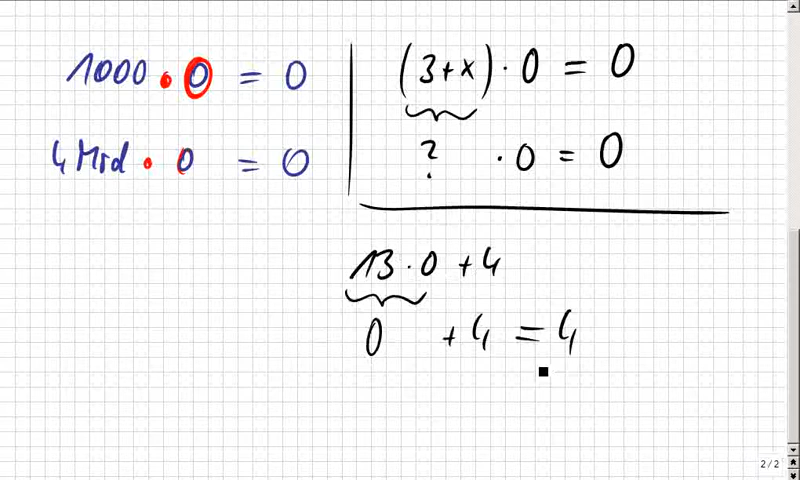 1000 • 0 = 0
4 Mrd • 0 = 0
(3+x) · 0 = 0
? · 0 = 0
13 · 0 + 4
0 + 4 = 4
2 / 2